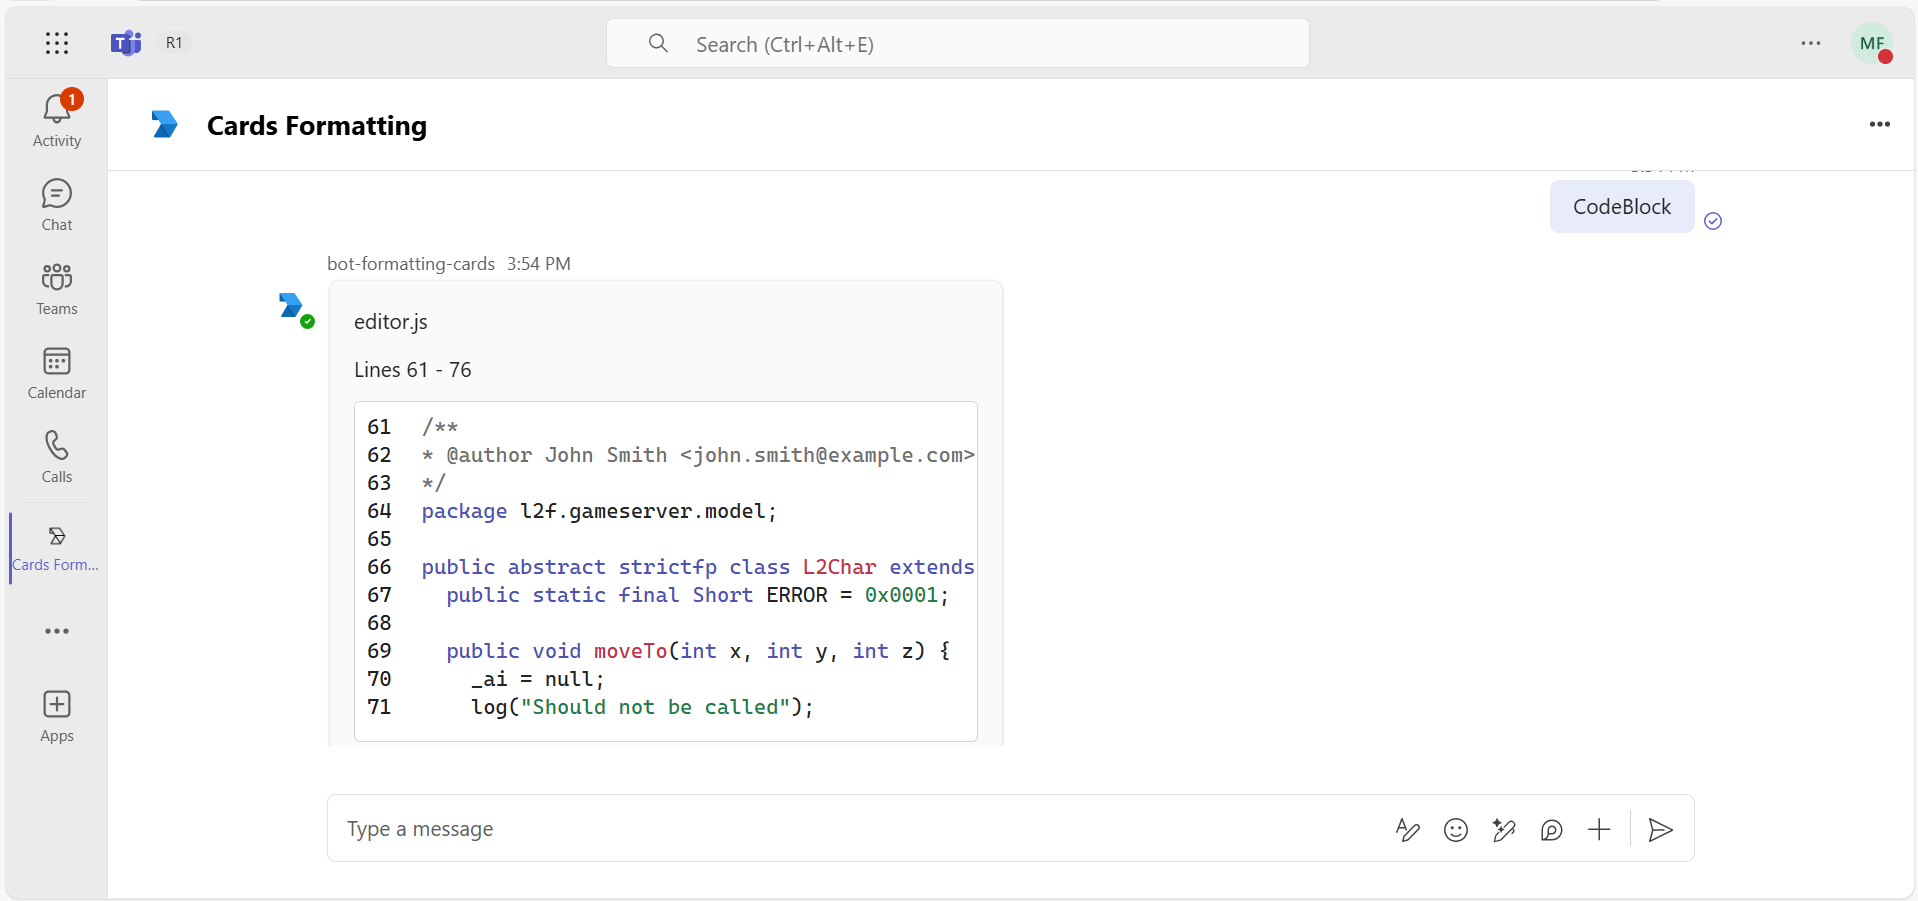 R1
Search (Ctrl+Alt+E)
MF
1
Activity
Chat
Teams
Calendar
Calls
Cards Form...
Apps
Cards Formatting
CodeBlock
bot-formatting-cards 3:54 PM
editor.js
Lines 61 - 76
61 /**
62 * @author John Smith <john.smith@example.com>
63 */
64 package l2f.gameserver.model;
65
66 public abstract strictfp class L2Char extends
67 public static final Short ERROR = 0x0001;
68
69 public void moveTo(int x, int y, int z) {
70 _ai = null;
71 log("Should not be called");
Type a message